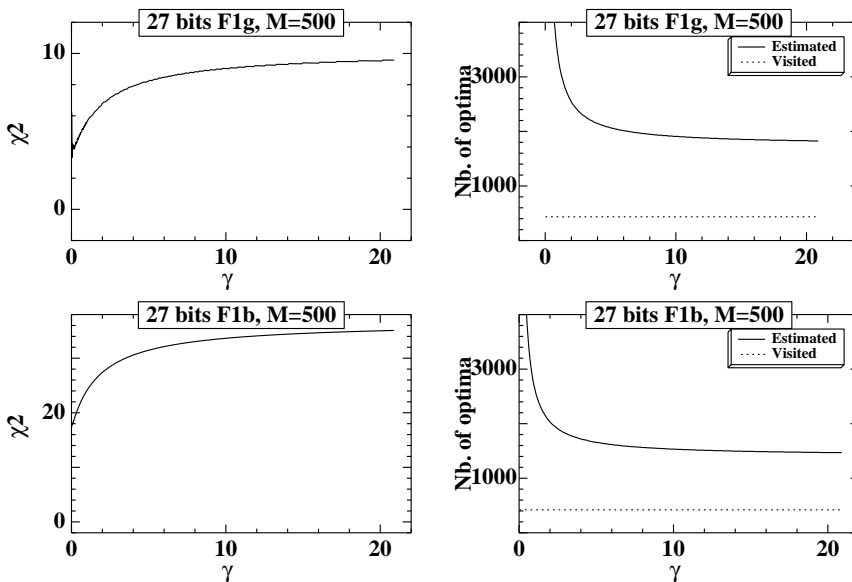 27 bits F1g, M=500
10
0
χ2
0
10
20
γ
27 bits F1g, M=500
Estimated
Visited
3000
1000
Nb. of optima
0
10
20
γ
27 bits F1b, M=500
20
0
χ2
0
10
20
γ
27 bits F1b, M=500
Estimated
Visited
3000
1000
Nb. of optima
0
10
20
γ